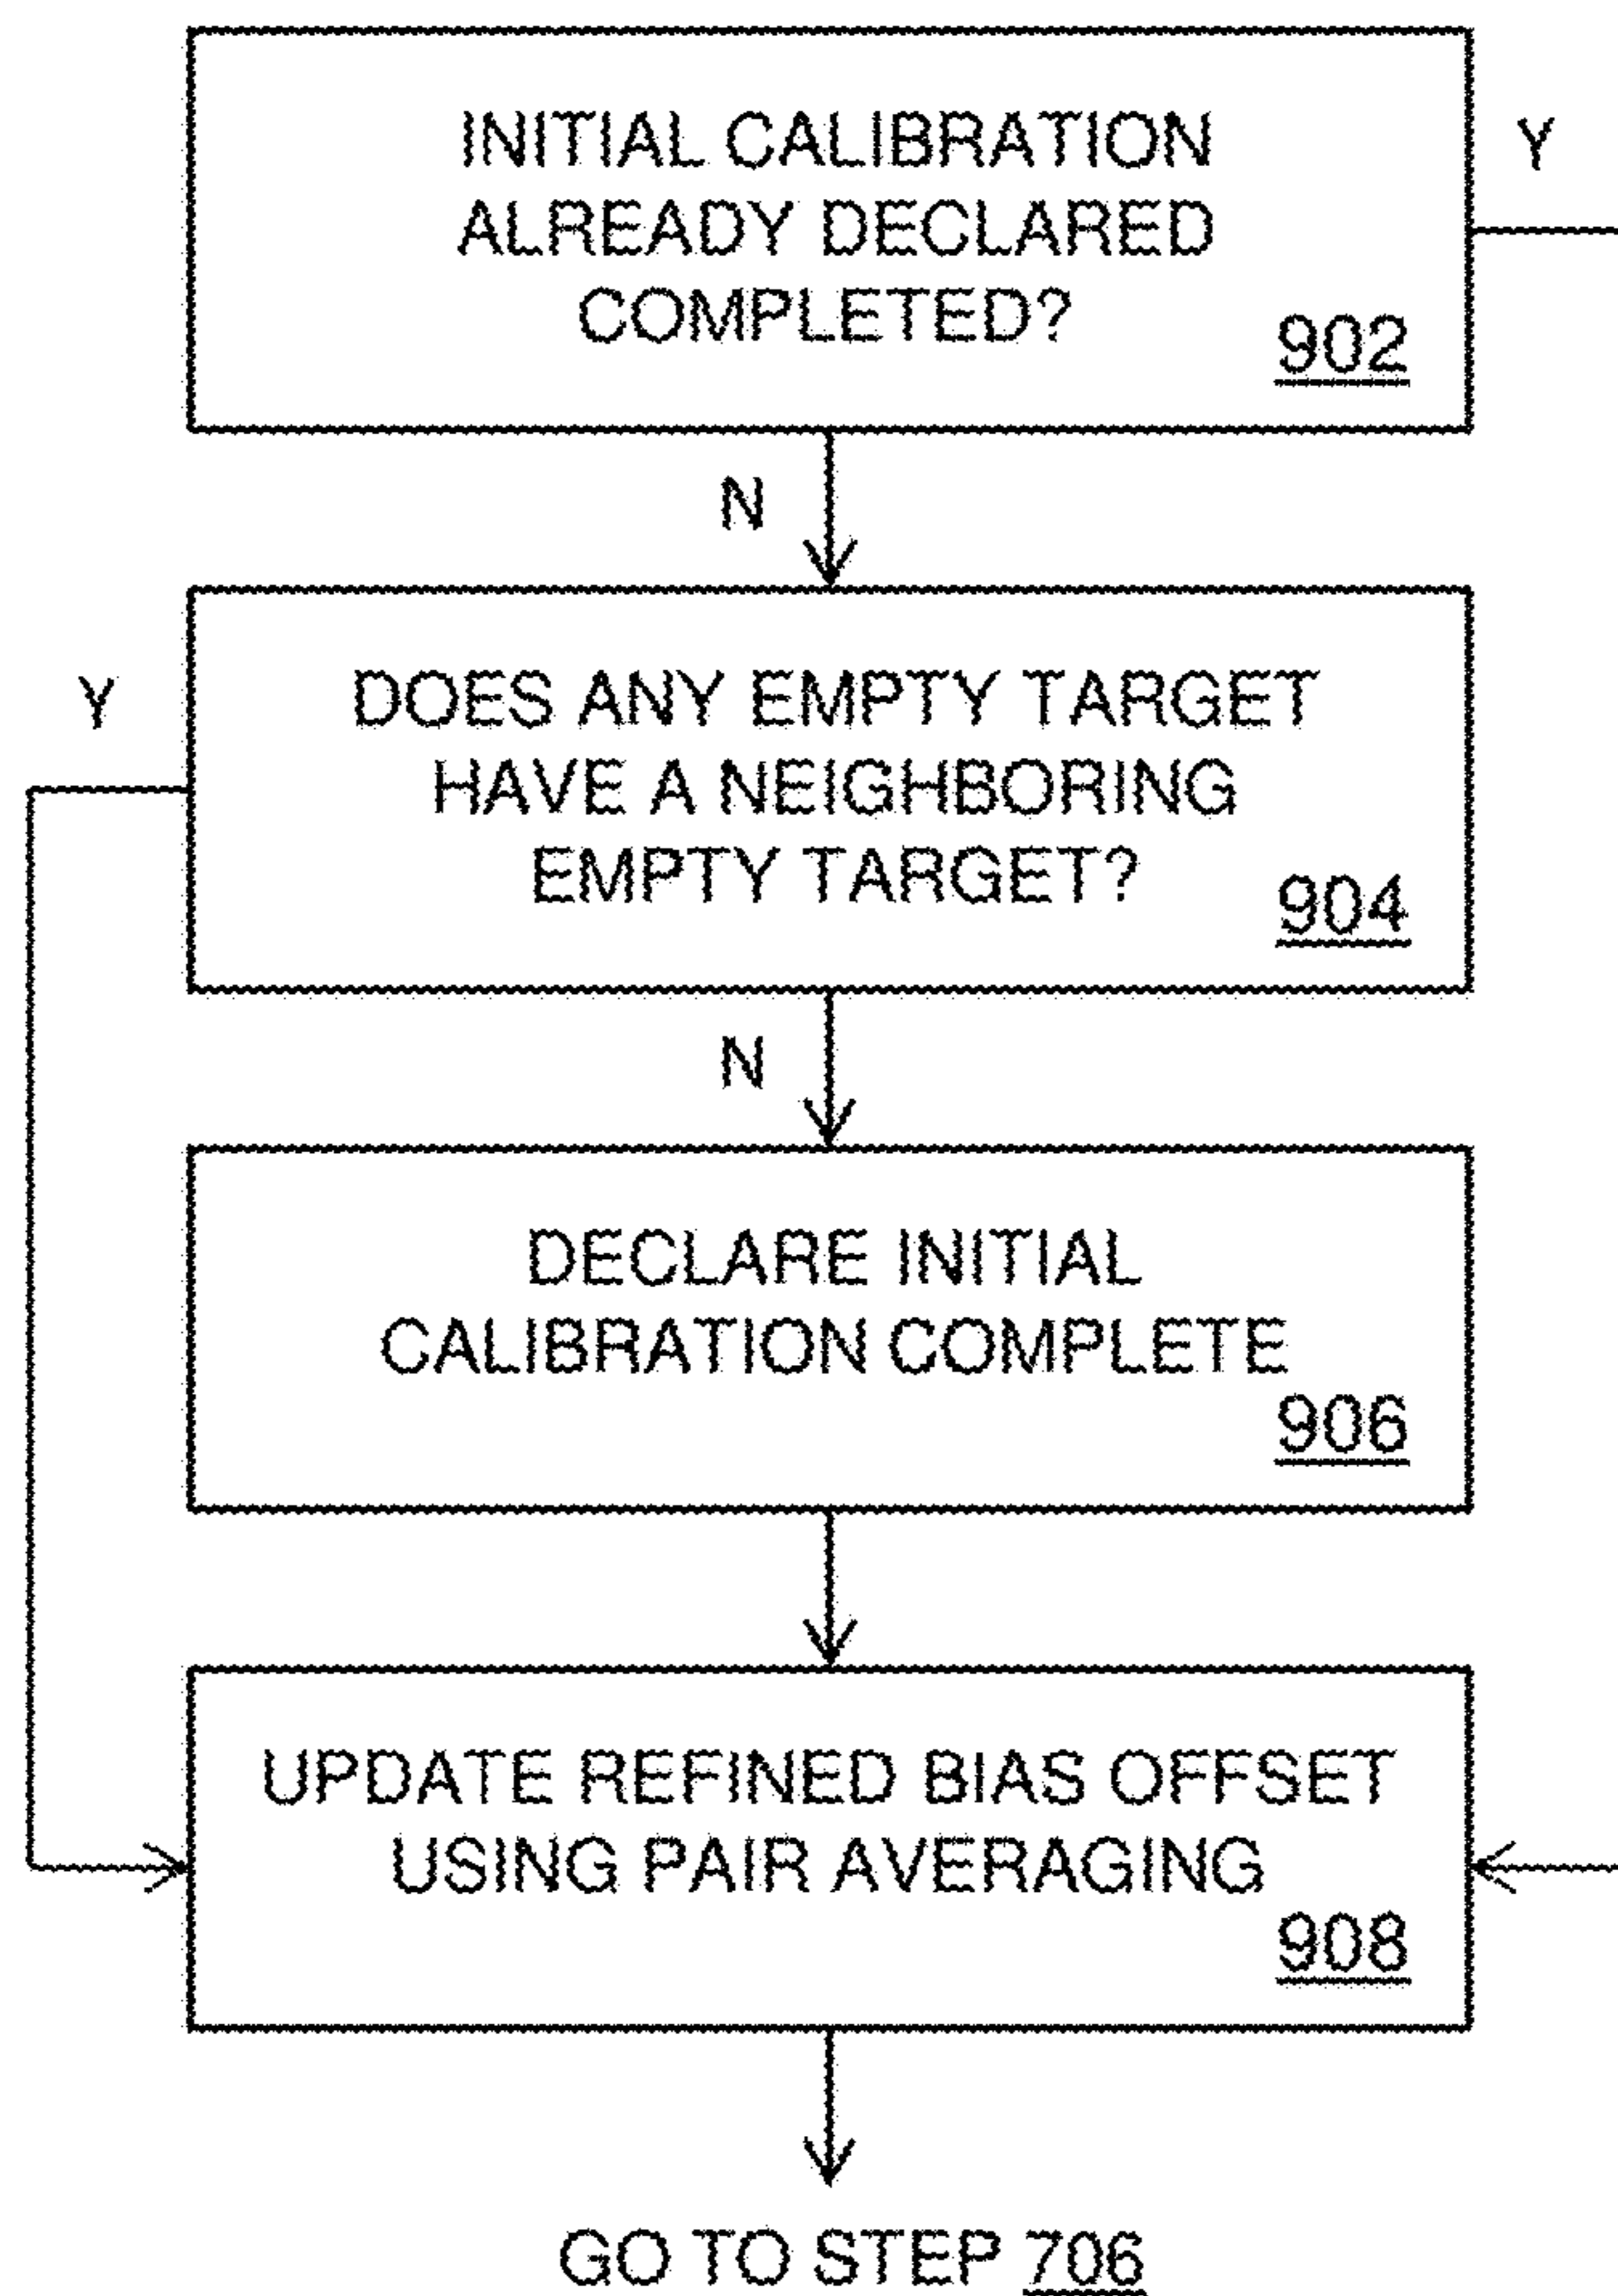 INITIAL CALIBRATION
ALREADY DECLARED
COMPLETED?
902
Y
N
DOES ANY EMPTY TARGET
HAVE A NEIGHBORING
EMPTY TARGET?
904
Y
N
DECLARE INITIAL
CALIBRATION COMPLETE
906
UPDATE REFINED BIAS OFFSET
USING PAIR AVERAGING
908
GO TO STEP 706